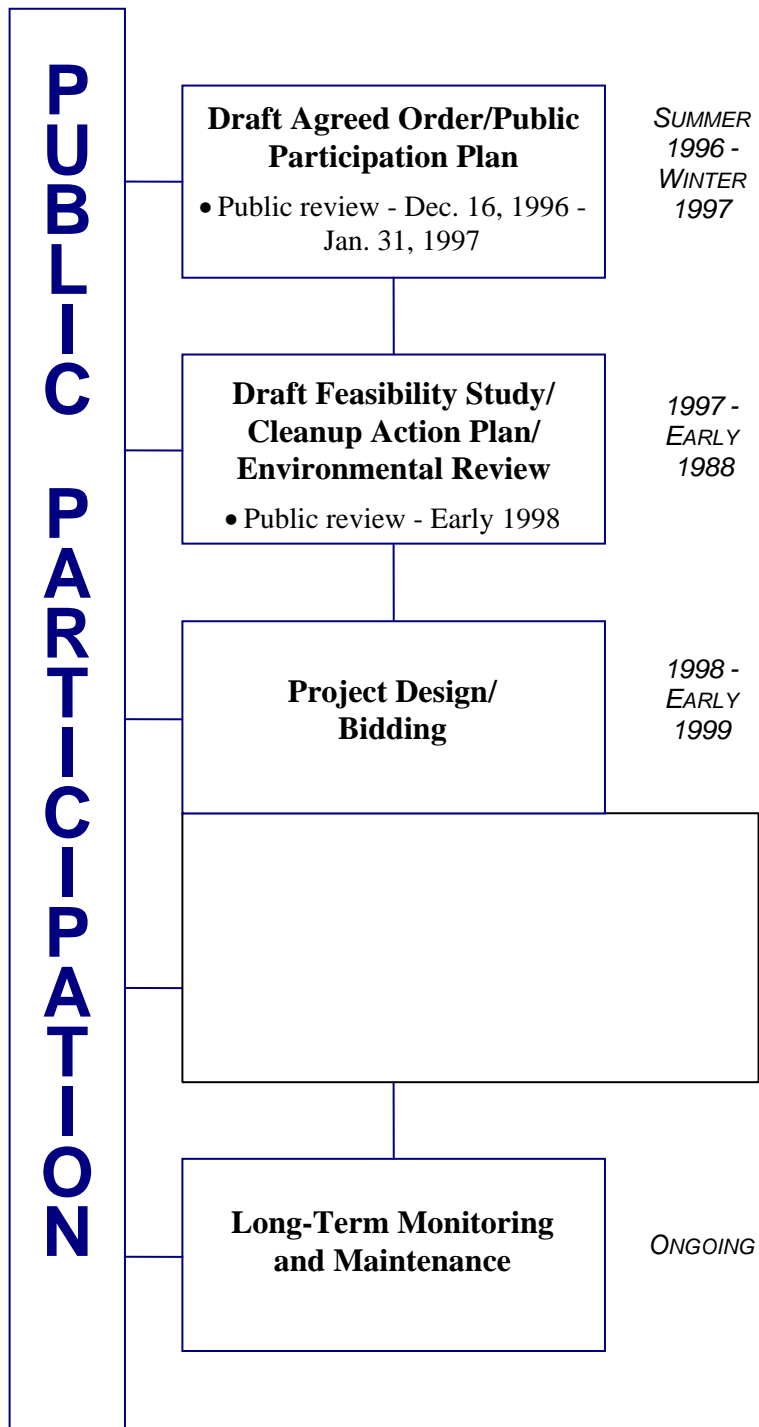 PUBLIC PARTICIPATION
Draft Agreed Order/Public
Participation Plan
• Public review - Dec. 16, 1996 -
Jan. 31, 1997
SUMMER
1996 -
WINTER
1997
Draft Feasibility Study/
Cleanup Action Plan/
Environmental Review
• Public review - Early 1998
1997 -
EARLY
1988
Project Design/
Bidding
1998 -
EARLY
1999
Long-Term Monitoring
and Maintenance
ONGOING